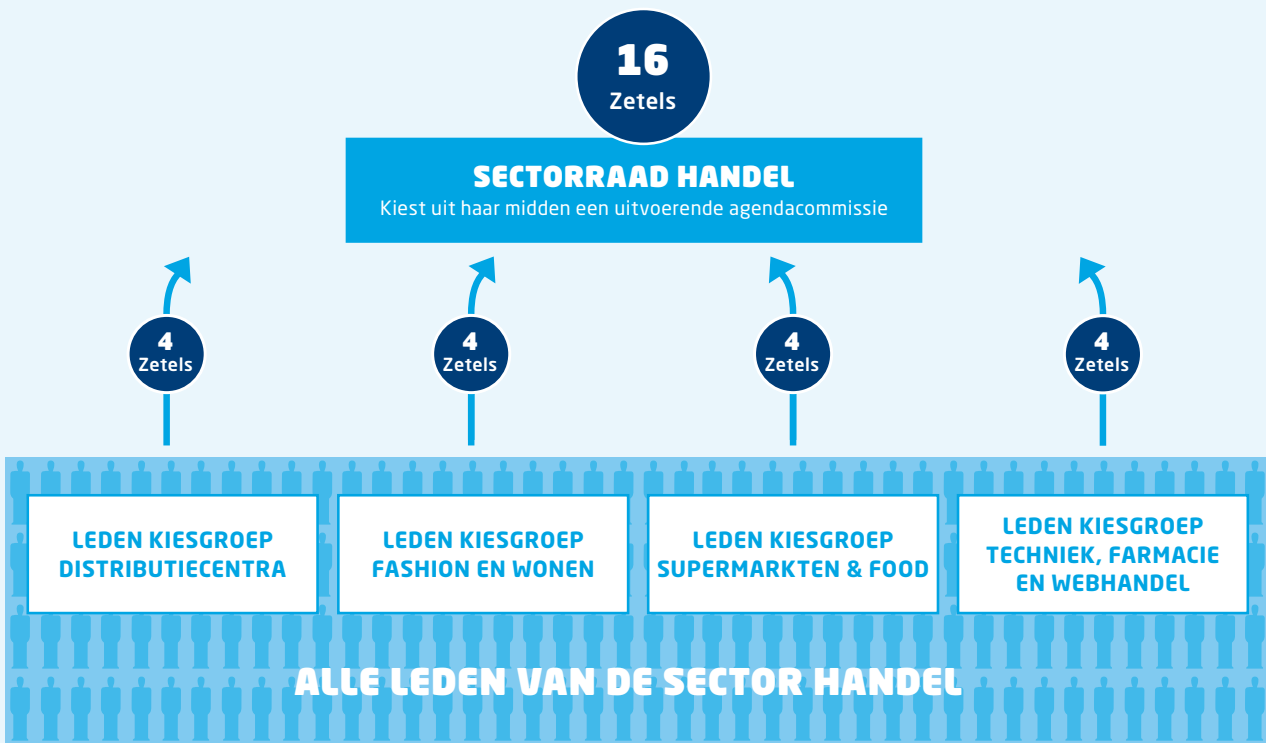 16
Zetels
SECTORRAAD HANDEL
Kiest uit haar midden een uitvoerende agendacommissie
4
Zetels
4
Zetels
4
Zetels
4
Zetels
LEDEN KIESGROEP
DISTRIBUTIECENTRA
LEDEN KIESGROEP
FASHION EN WONEN
LEDEN KIESGROEP
SUPERMARKTEN & FOOD
LEDEN KIESGROEP
TECHNIEK, FARMACIE
EN WEBHANDEL
ALLE LEDEN VAN DE SECTOR HANDEL